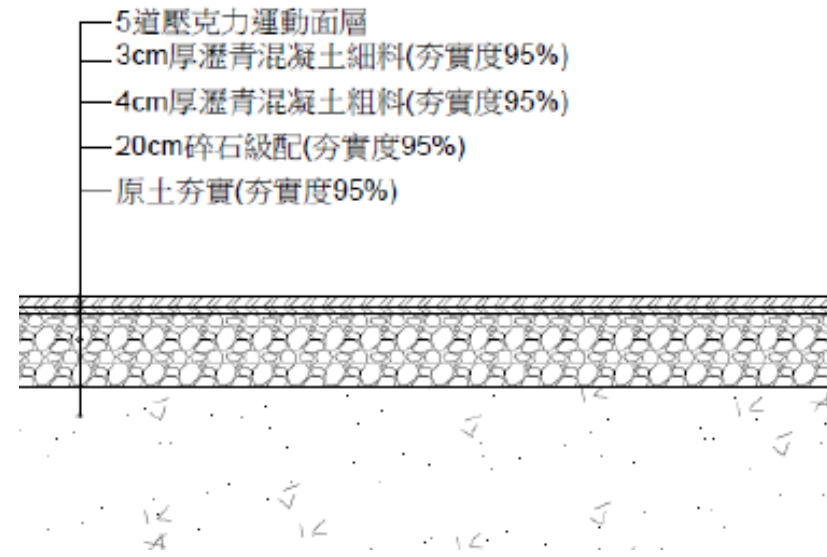 5道壓克力運動面層
3cm厚瀝青混凝土細料(夯實度95%)
4cm厚瀝青混凝土粗料(夯實度95%)
20cm碎石級配(夯實度95%)
原土夯實(夯實度95%)